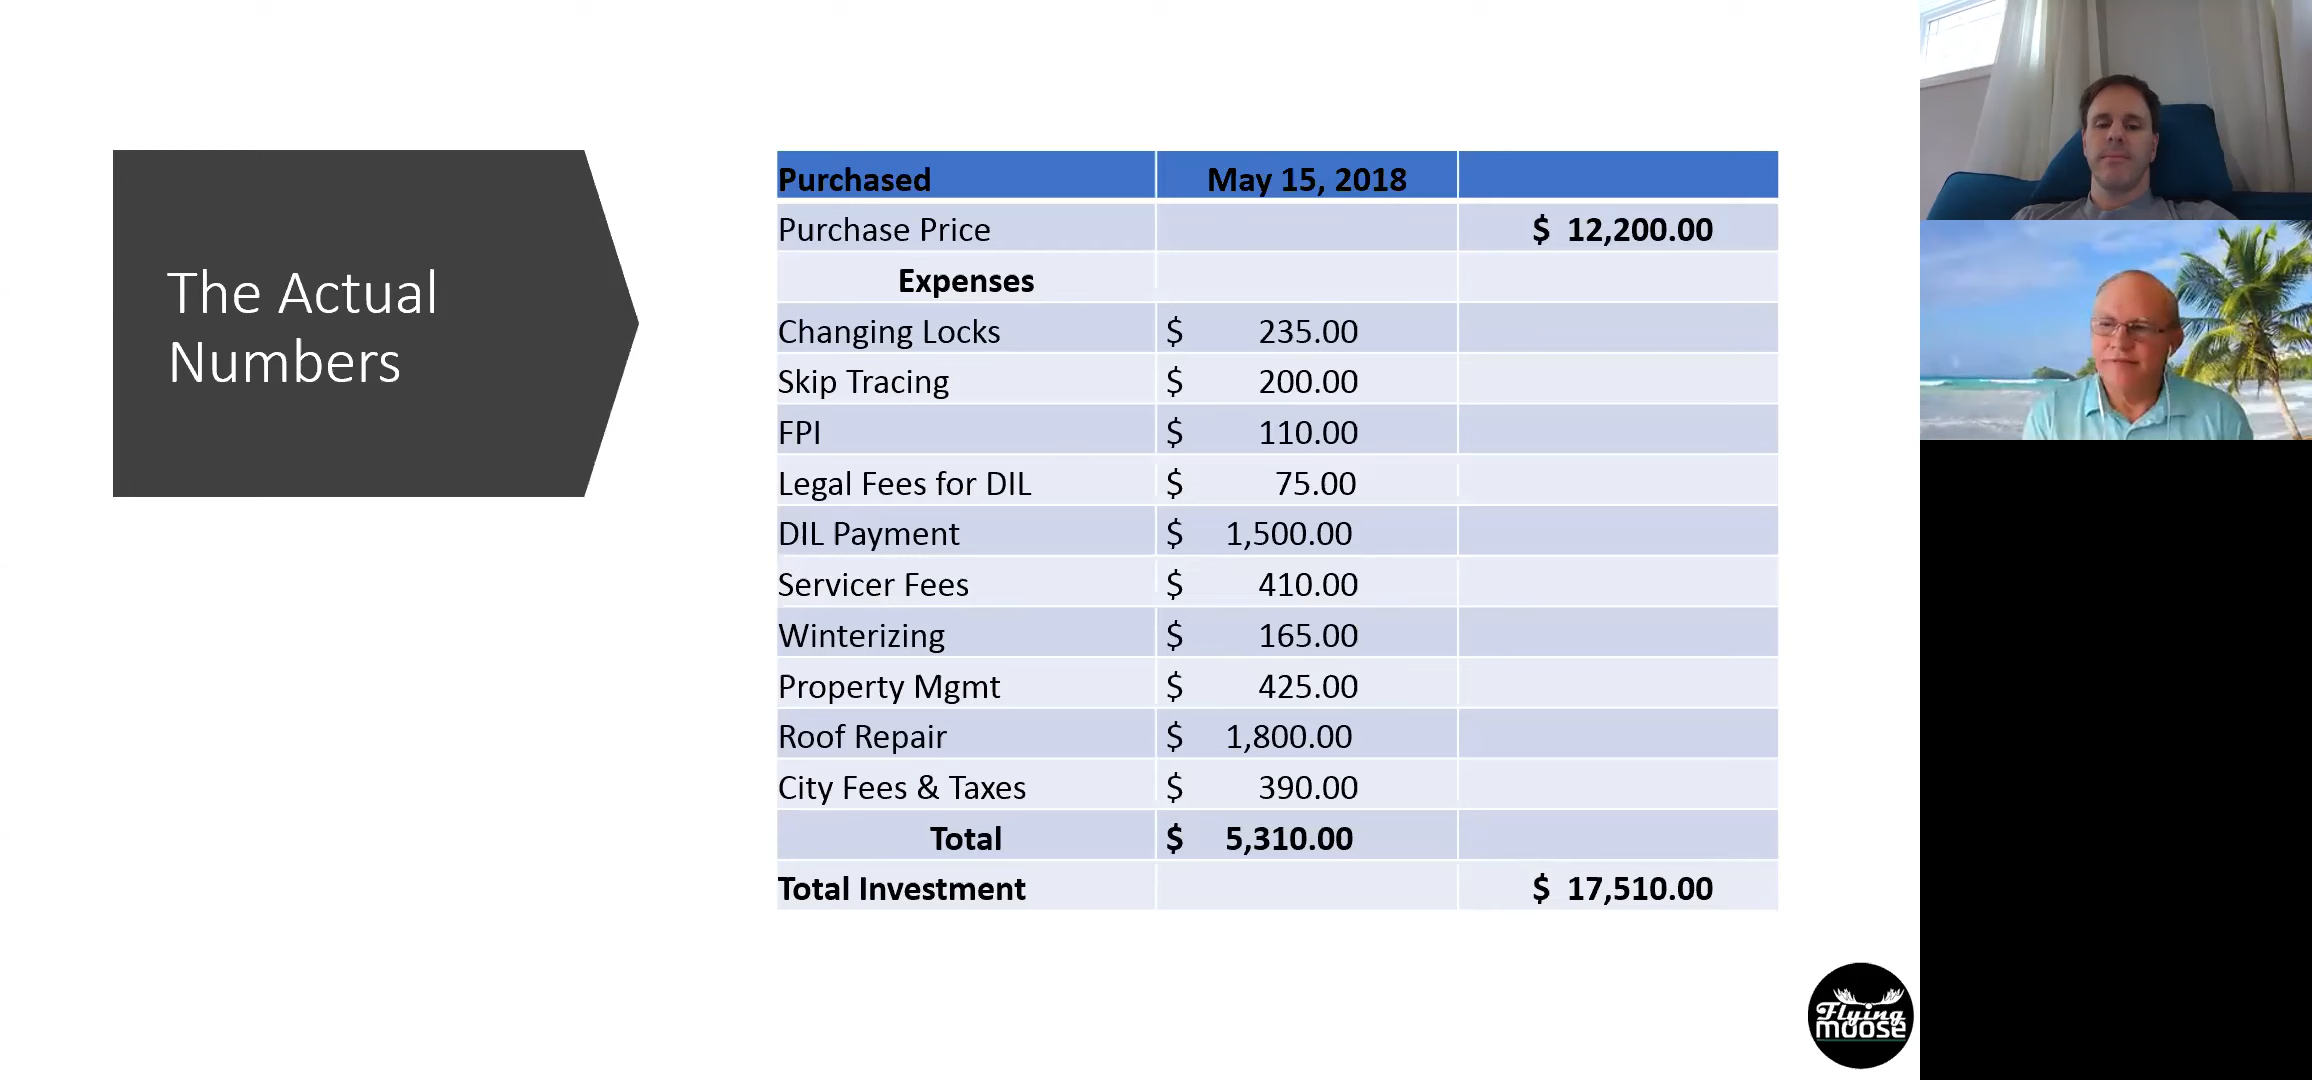 The Actual
Numbers
Purchased May 15, 2018
Purchase Price $ 12,200.00
Expenses
Changing Locks $ 235.00
Skip Tracing $ 200.00
FPI $ 110.00
Legal Fees for DIL $ 75.00
DIL Payment $ 1,500.00
Servicer Fees $ 410.00
Winterizing $ 165.00
Property Mgmt $ 425.00
Roof Repair $ 1,800.00
City Fees & Taxes $ 390.00
Total $ 5,310.00
Total Investment $ 17,510.00
Flying
moose